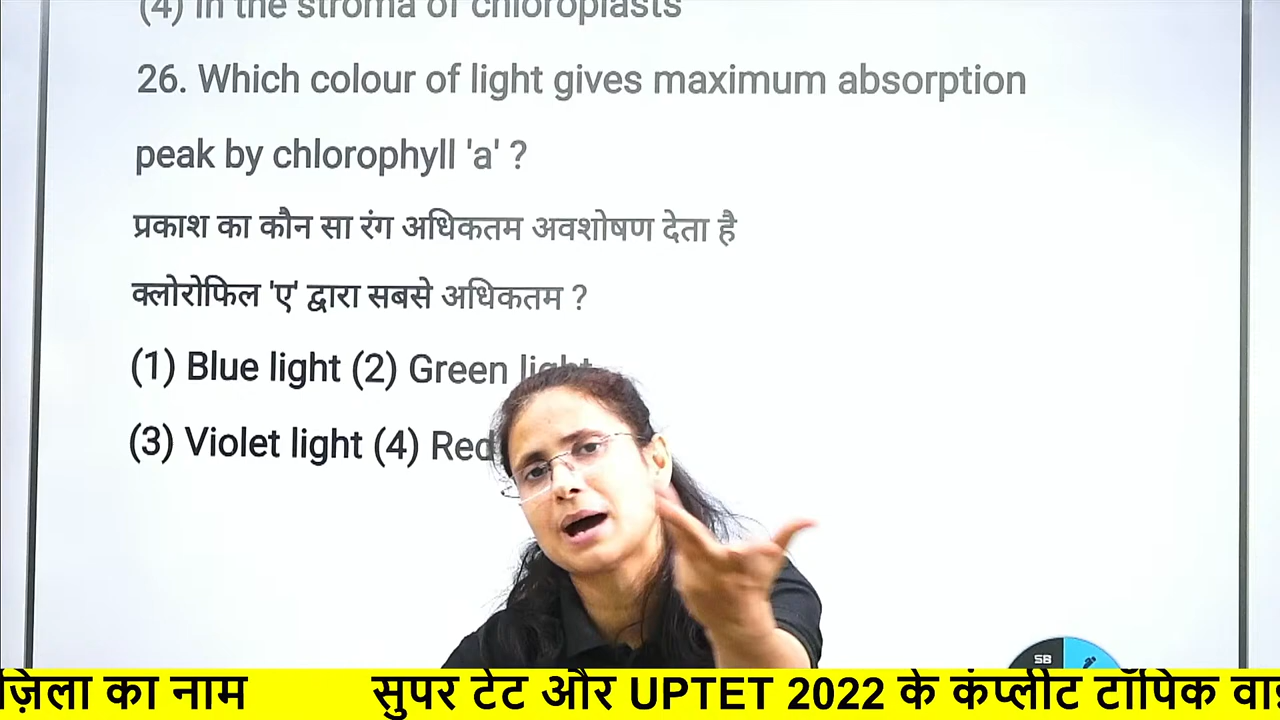 (4) In the stroma of chloroplasts
26. Which colour of light gives maximum absorption
peak by chlorophyll 'a' ?
प्रकाश का कौन सा रंग अधिकतम अवशोषण देता है
क्लोरोफिल 'ए' द्वारा सबसे अधिकतम ?
(1) Blue light (2) Green light
(3) Violet light (4) Red
SB
ज़िला का नाम सुपर टेट और UPTET 2022 के कंप्लीट टॉपिक